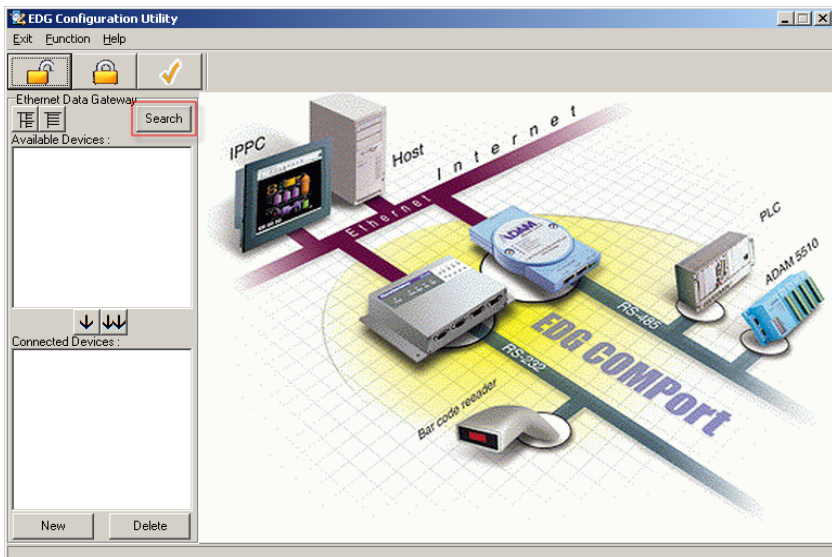 EDG Configuration Utility
Exit Function Help
Ethernet Data Gateway
Search
Available Devices :
Connected Devices :
New Delete
IPPC
Host
Internet
Ethernet
ADAM
PLC
ADAM 5510
RS-485
RS-232
EDG COMPort
Bar code reeader